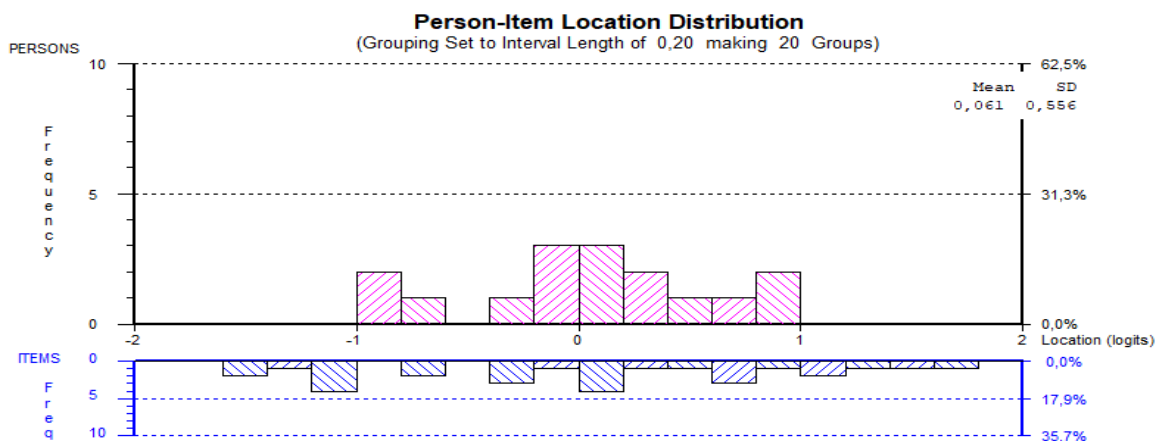 Person-Item Location Distribution
(Grouping Set to Interval Length of 0,20 making 20 Groups)
PERSONS
10
62,5%
Mean SD
0,061 0,556
Frequency
5
31,3%
0
0,0%
-2
-1
0
1
2
Location (logits)
ITEMS
0
0,0%
Freq
5
17,9%
10
35,7%